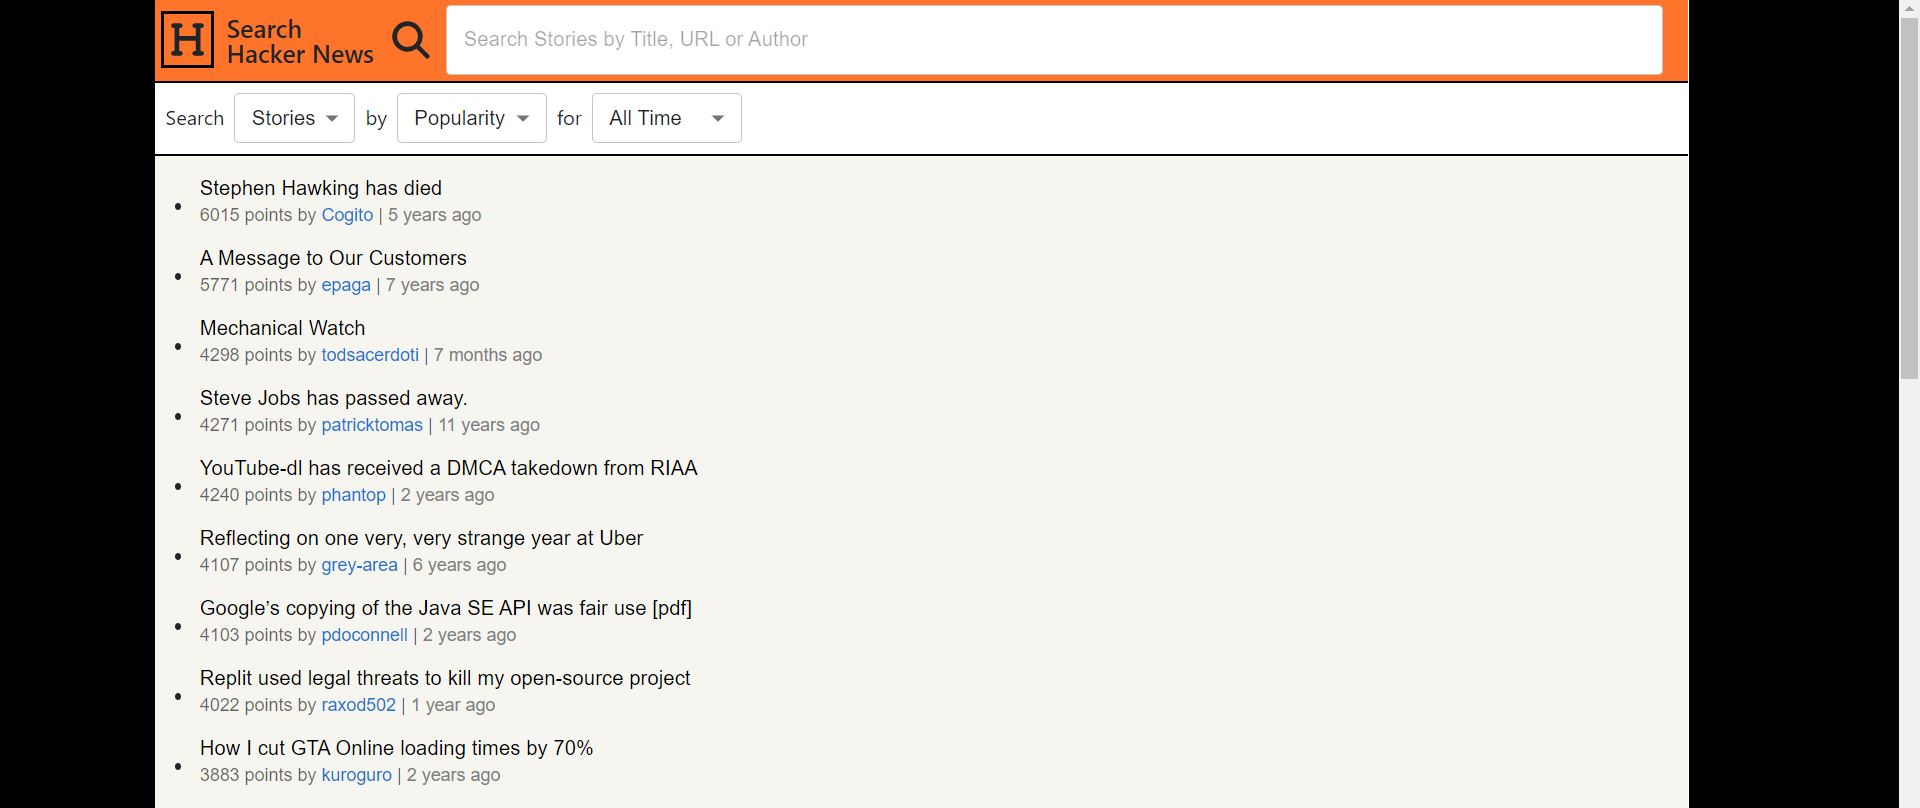 H
Search
Hacker News
Search Stories by Title, URL or Author
Search Stories by Popularity for All Time
Stephen Hawking has died
6015 points by Cogito | 5 years ago
A Message to Our Customers
5771 points by epaga | 7 years ago
Mechanical Watch
4298 points by todsacerdoti | 7 months ago
Steve Jobs has passed away.
4271 points by patricktomas | 11 years ago
YouTube-dl has received a DMCA takedown from RIAA
4240 points by phantop | 2 years ago
Reflecting on one very, very strange year at Uber
4107 points by grey-area | 6 years ago
Google’s copying of the Java SE API was fair use [pdf]
4103 points by pdoconnell | 2 years ago
Replit used legal threats to kill my open-source project
4022 points by raxod502 | 1 year ago
How I cut GTA Online loading times by 70%
3883 points by kuroguro | 2 years ago